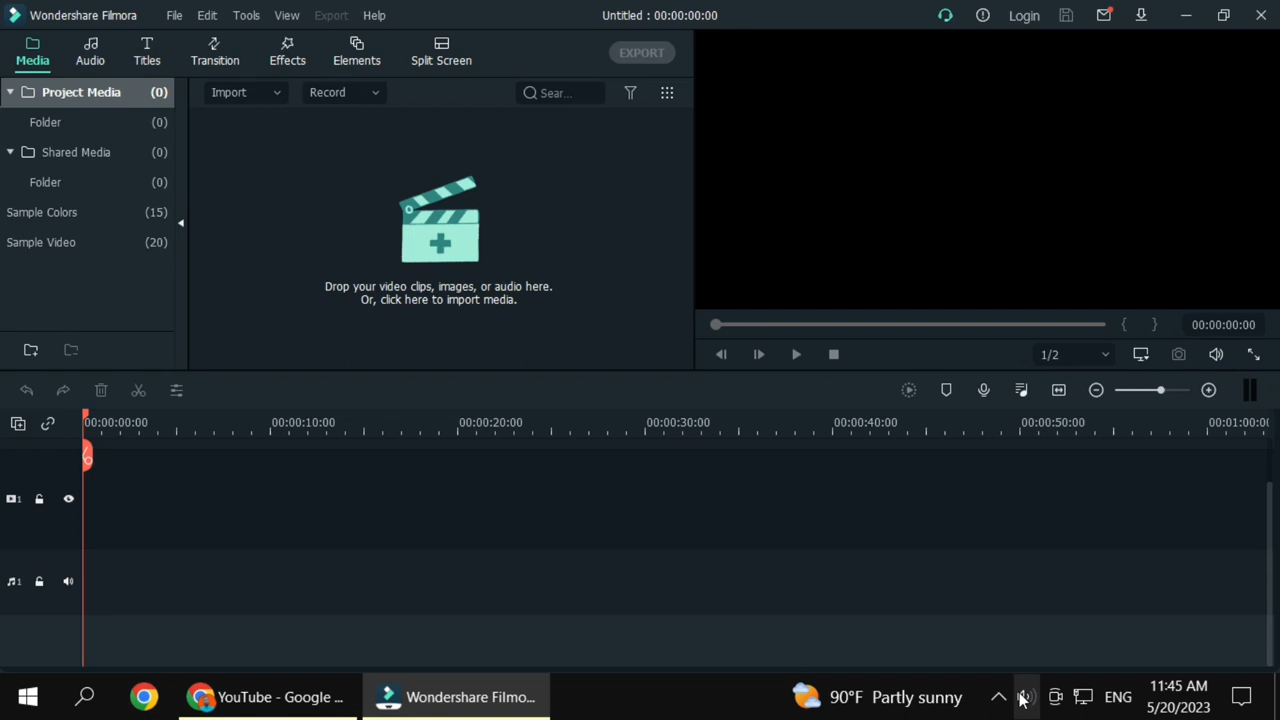 Wondershare Filmora File Edit Tools View Export Help Untitled : 00:00:00:00 Login
Media Audio Titles Transition Effects Elements Split Screen EXPORT
Project Media (0) Import Record Sear...
Folder (0)
Shared Media (0)
Folder (0)
Sample Colors (15)
Sample Video (20)
Drop your video clips, images, or audio here.
Or, click here to import media.
{ } 00:00:00:00
1/2
00:00:00:00 00:00:10:00 00:00:20:00 00:00:30:00 00:00:40:00 00:00:50:00 00:01:00:00
1
1
YouTube - Google ... Wondershare Filmo... 90°F Partly sunny ENG 11:45 AM
5/20/2023